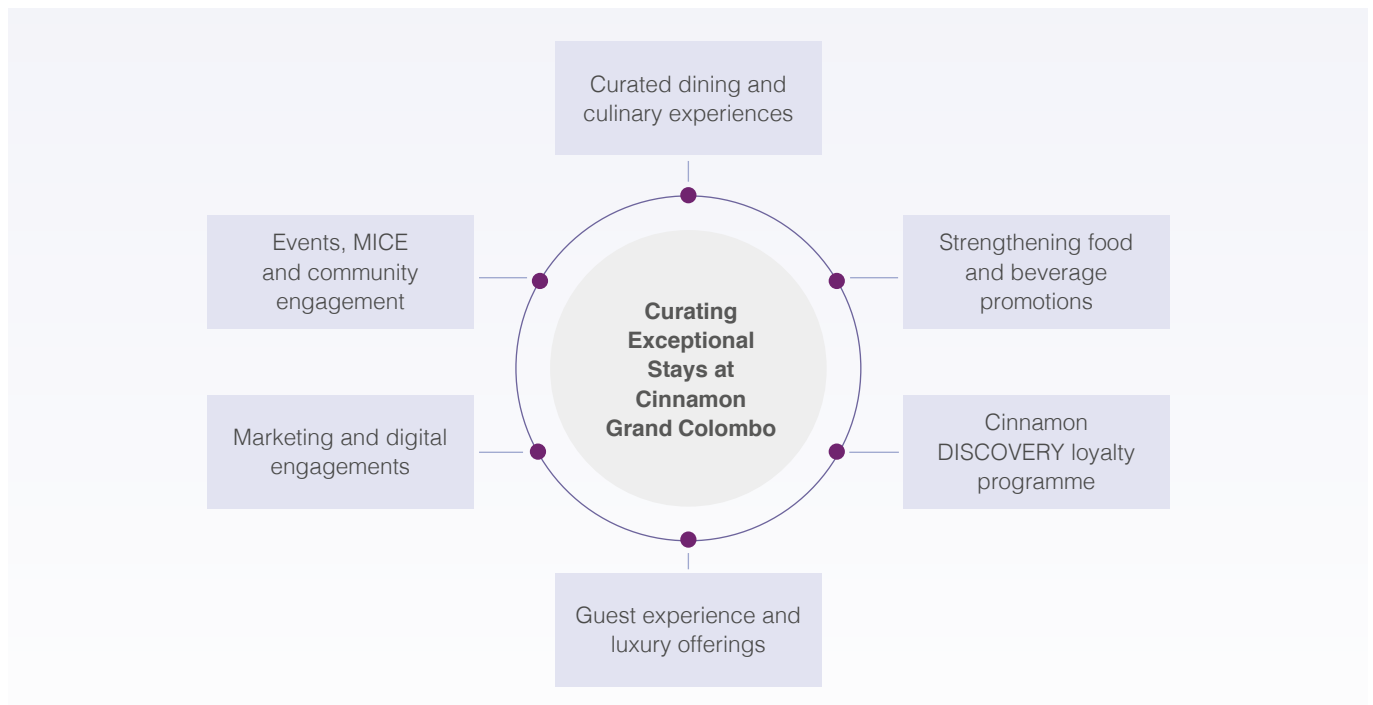 Curated dining and
culinary experiences
Events, MICE
and community
engagement
Strengthening food
and beverage
promotions
Curating
Exceptional
Stays at
Cinnamon
Grand Colombo
Marketing and digital
engagements
Cinnamon
DISCOVERY loyalty
programme
Guest experience and
luxury offerings